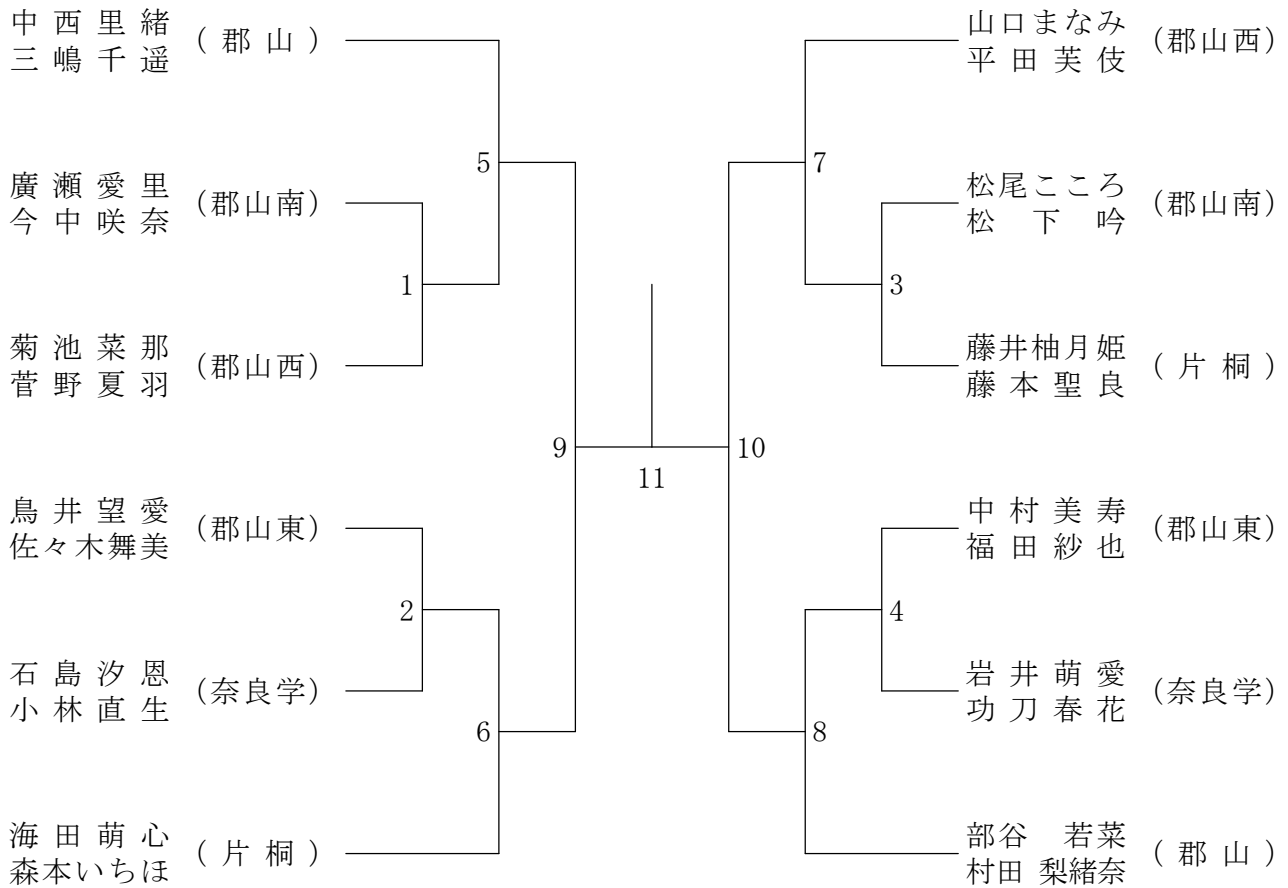 中西里緒
三嶋千遥
(郡山)
廣瀬愛里
今中咲奈
(郡山南)
菊池菜那
菅野夏羽
(郡山西)
鳥井望愛
佐々木舞美
(郡山東)
石島汐恩
小林直生
(奈良学)
海田萌心
森本いちほ
(片桐)
5
1
9
2
6
11
7
3
10
4
8
山口まなみ
平田芙伎
(郡山西)
松尾こころ
松下吟
(郡山南)
藤井柚月姫
藤本聖良
(片桐)
中村美寿
福田紗也
(郡山東)
岩井萌愛
功刀春花
(奈良学)
部谷 若菜
村田 梨緒奈
(郡山)